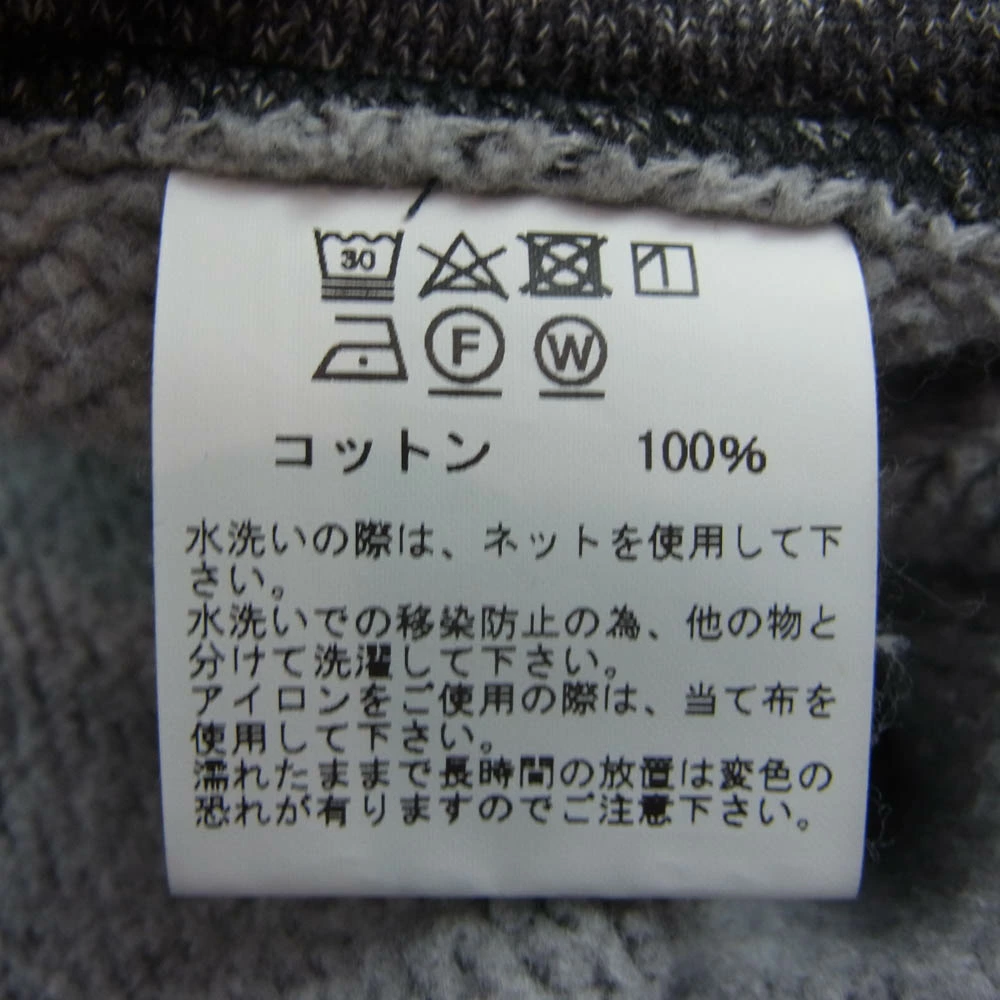 30
F W
コットン 100%
水洗いの際は、ネットを使用して下
さい。
水洗いでの移染防止の為、他の物と
分けて洗濯して下さい。
アイロンをご使用の際は、当て布を
使用して下さい。
濡れたままで長時間の放置は変色の
恐れが有りますのでご注意下さい。